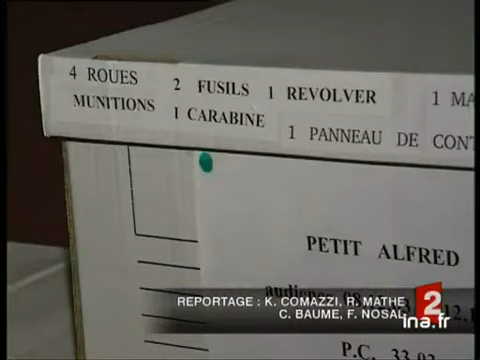 4 ROUES 2 FUSILS 1 REVOLVER 1
MUNITIONS 1 CARABINE 1 PANNEAU DE
PETIT ALFRED
REPORTAGE : K. COMAZZI, R. MATHE
C. BAUME, F. NOSAL
2
ina.fr